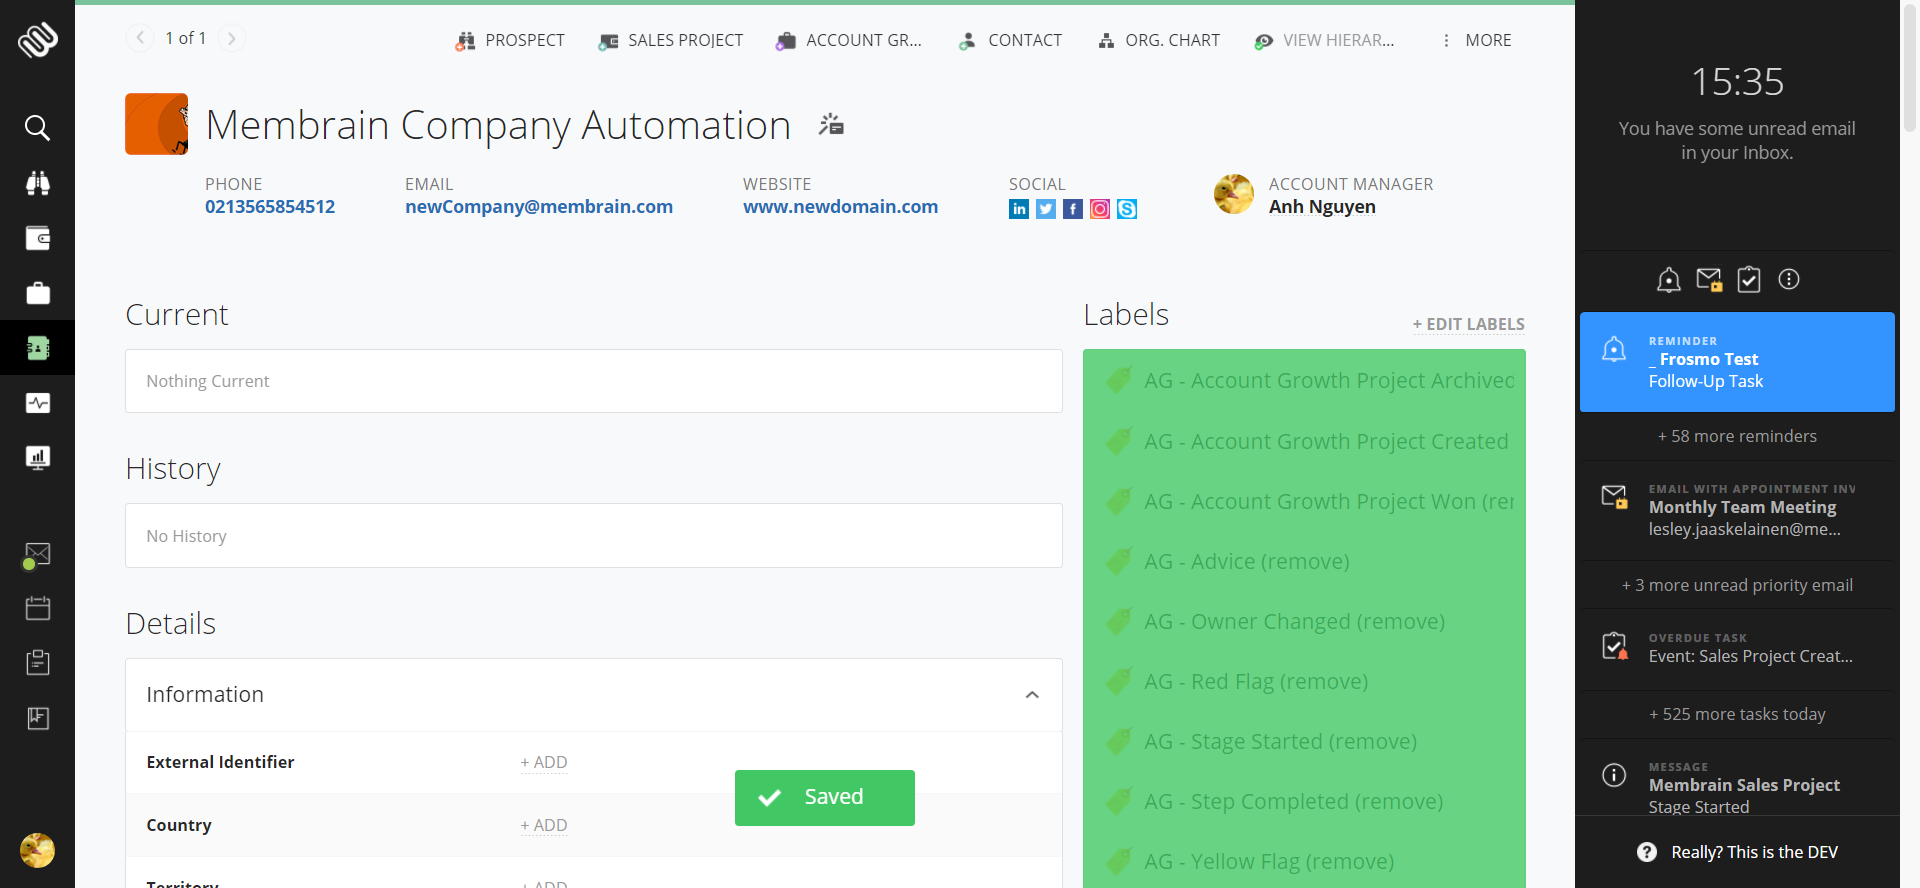 1 of 1
PROSPECT
SALES PROJECT
ACCOUNT GR...
CONTACT
ORG. CHART
VIEW HIERAR...
MORE
Membrain Company Automation
PHONE
0213565854512
EMAIL
newCompany@membrain.com
WEBSITE
www.newdomain.com
SOCIAL
ACCOUNT MANAGER
Anh Nguyen
Current
Nothing Current
History
No History
Details
Information
External Identifier
+ ADD
Country
+ ADD
Territory
+ ADD
Saved
Labels
+ EDIT LABELS
AG - Account Growth Project Archived
AG - Account Growth Project Created
AG - Account Growth Project Won (rem
AG - Advice (remove)
AG - Owner Changed (remove)
AG - Red Flag (remove)
AG - Stage Started (remove)
AG - Step Completed (remove)
AG - Yellow Flag (remove)
15:35
You have some unread email
in your Inbox.
REMINDER
_ Frosmo Test
Follow-Up Task
+ 58 more reminders
EMAIL WITH APPOINTMENT INV
Monthly Team Meeting
lesley.jaaskelainen@me...
+ 3 more unread priority email
OVERDUE TASK
Event: Sales Project Creat...
+ 525 more tasks today
MESSAGE
Membrain Sales Project
Stage Started
Really? This is the DEV